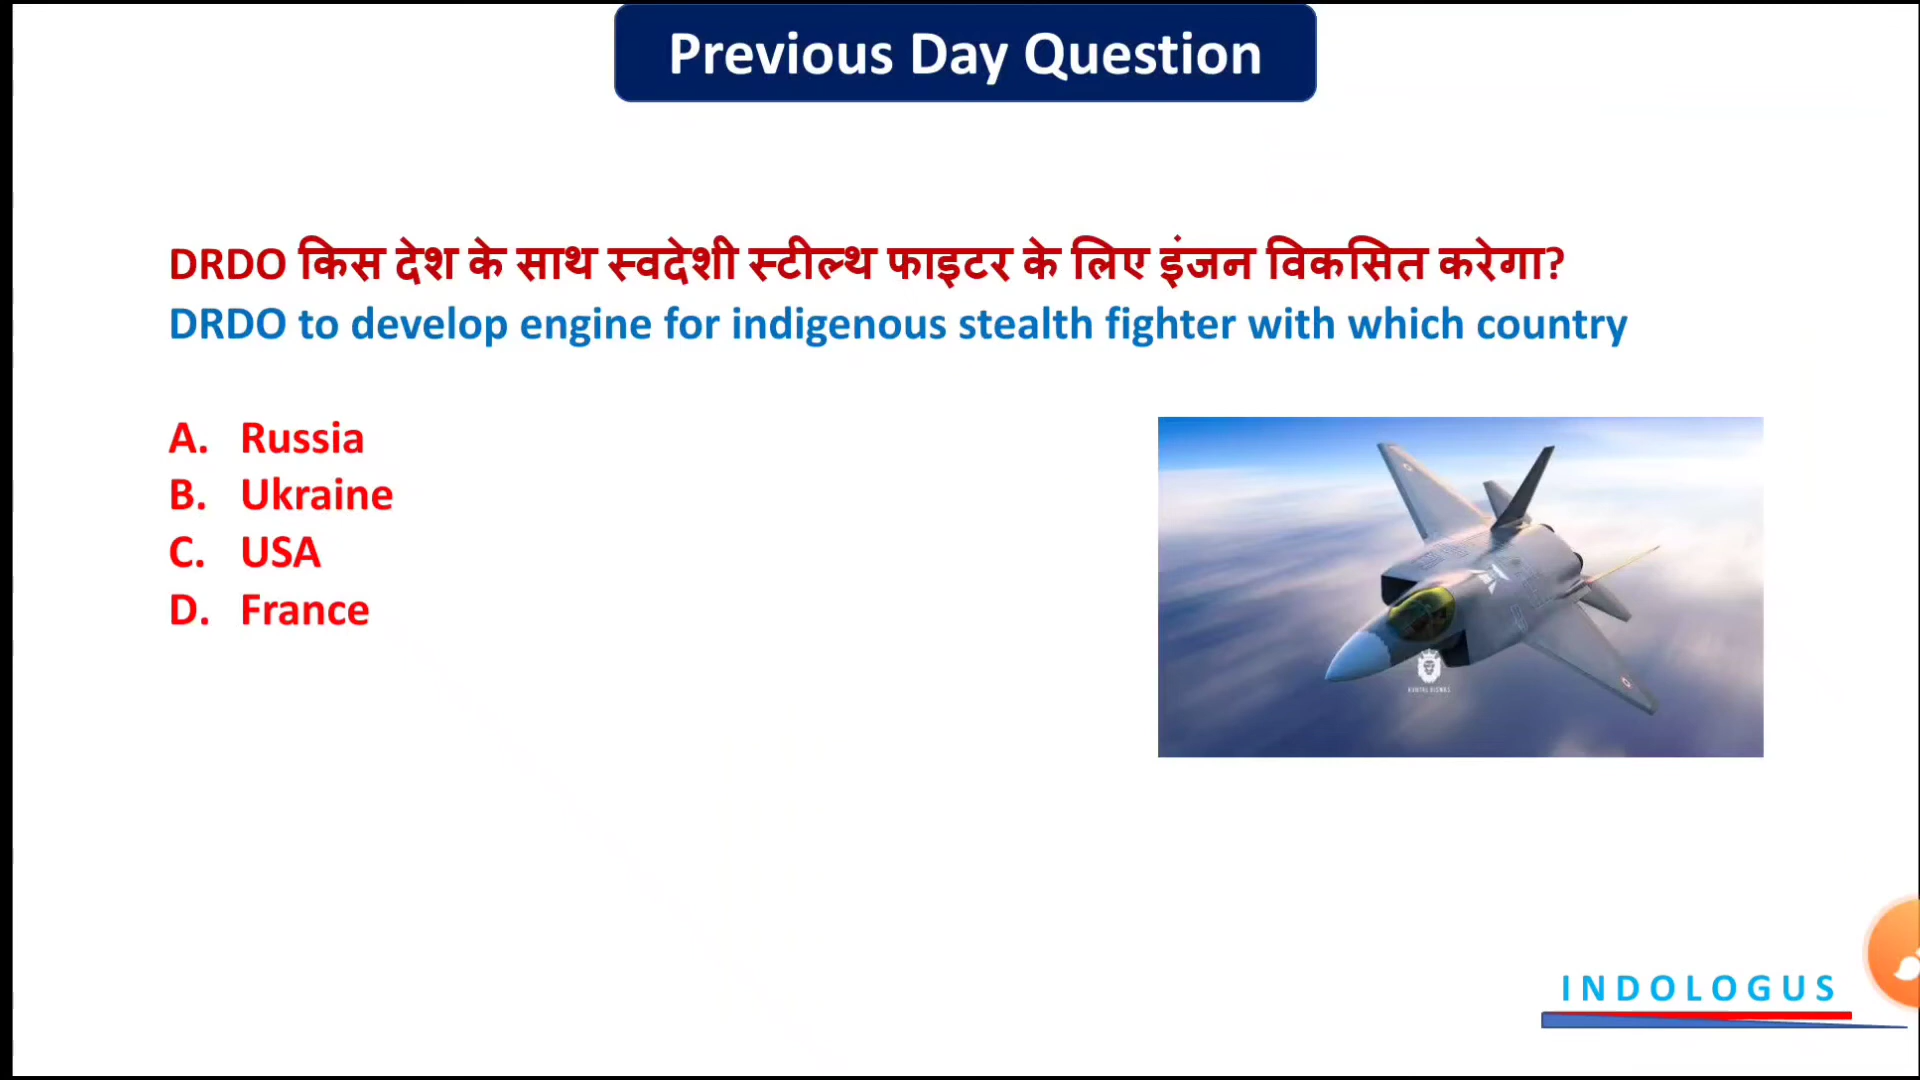 Previous Day Question
DRDO किस देश के साथ स्वदेशी स्टील्थ फाइटर के लिए इंजन विकसित करेगा?
DRDO to develop engine for indigenous stealth fighter with which country
A. Russia
B. Ukraine
C. USA
D. France
INDOLOGUS